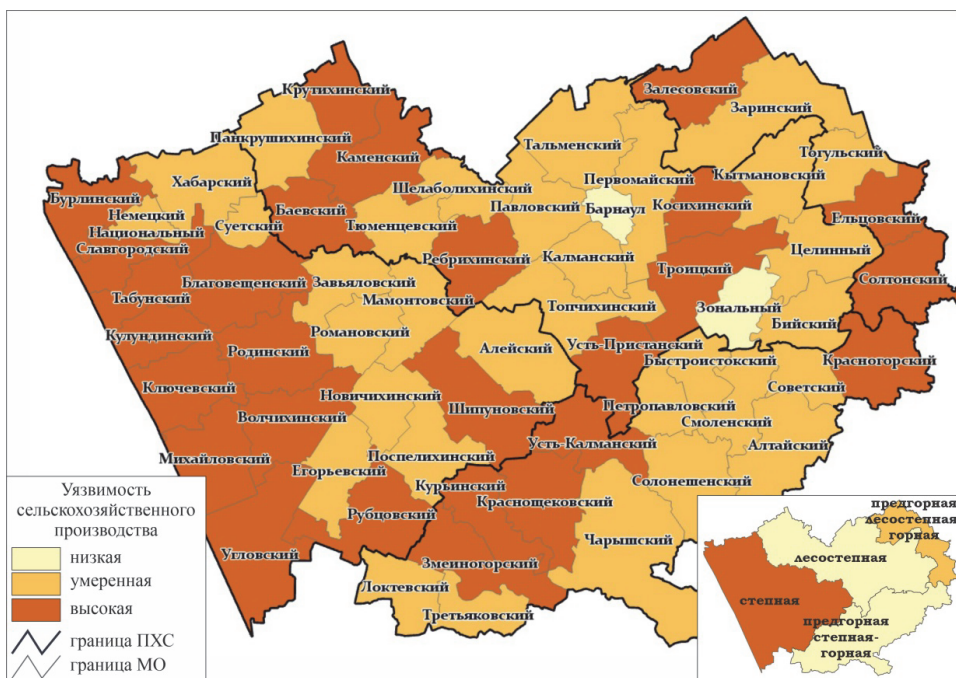 Крутихинский
Залесовский
Заринский
Панкрушихинский
Тальменский
Тогульский
Каменский
Хабарский
Шелаболихинский
Первомайский
Кытмановский
Бурлинский
Немецкий
Национальный
Баевский
Павловский
Барнаул
Косихинский
Ельцовский
Суетский
Тюменцевский
Славгородский
Целинный
Ребрихинский
Калманский
Троицкий
Солтонский
Благовещенский
Завьяловский
Табунский
Мамонтовский
Топчихинский
Зональный
Бийский
Кулундинский
Романовский
Алейский
Усть-Пристанский
Родинский
Быстроистокский
Красногорский
Ключевский
Советский
Новичихинский
Шипуновский
Петропавловский
Волчихинский
Смоленский
Усть-Калманский
Алтайский
Михайловский
Поспелихинский
Егорьевский
Солонешенский
Курьинский
Краснощековский
Рубцовский
Чарышский
Угловский
Змеиногорский
Локтевский
Третьяковский
Уязвимость
сельскохозяйственного
производства
низкая
умеренная
высокая
граница ПХС
граница МО
предгорная
лесостепная-
горная
лесостепная
степная
предгорная
степная-
горная